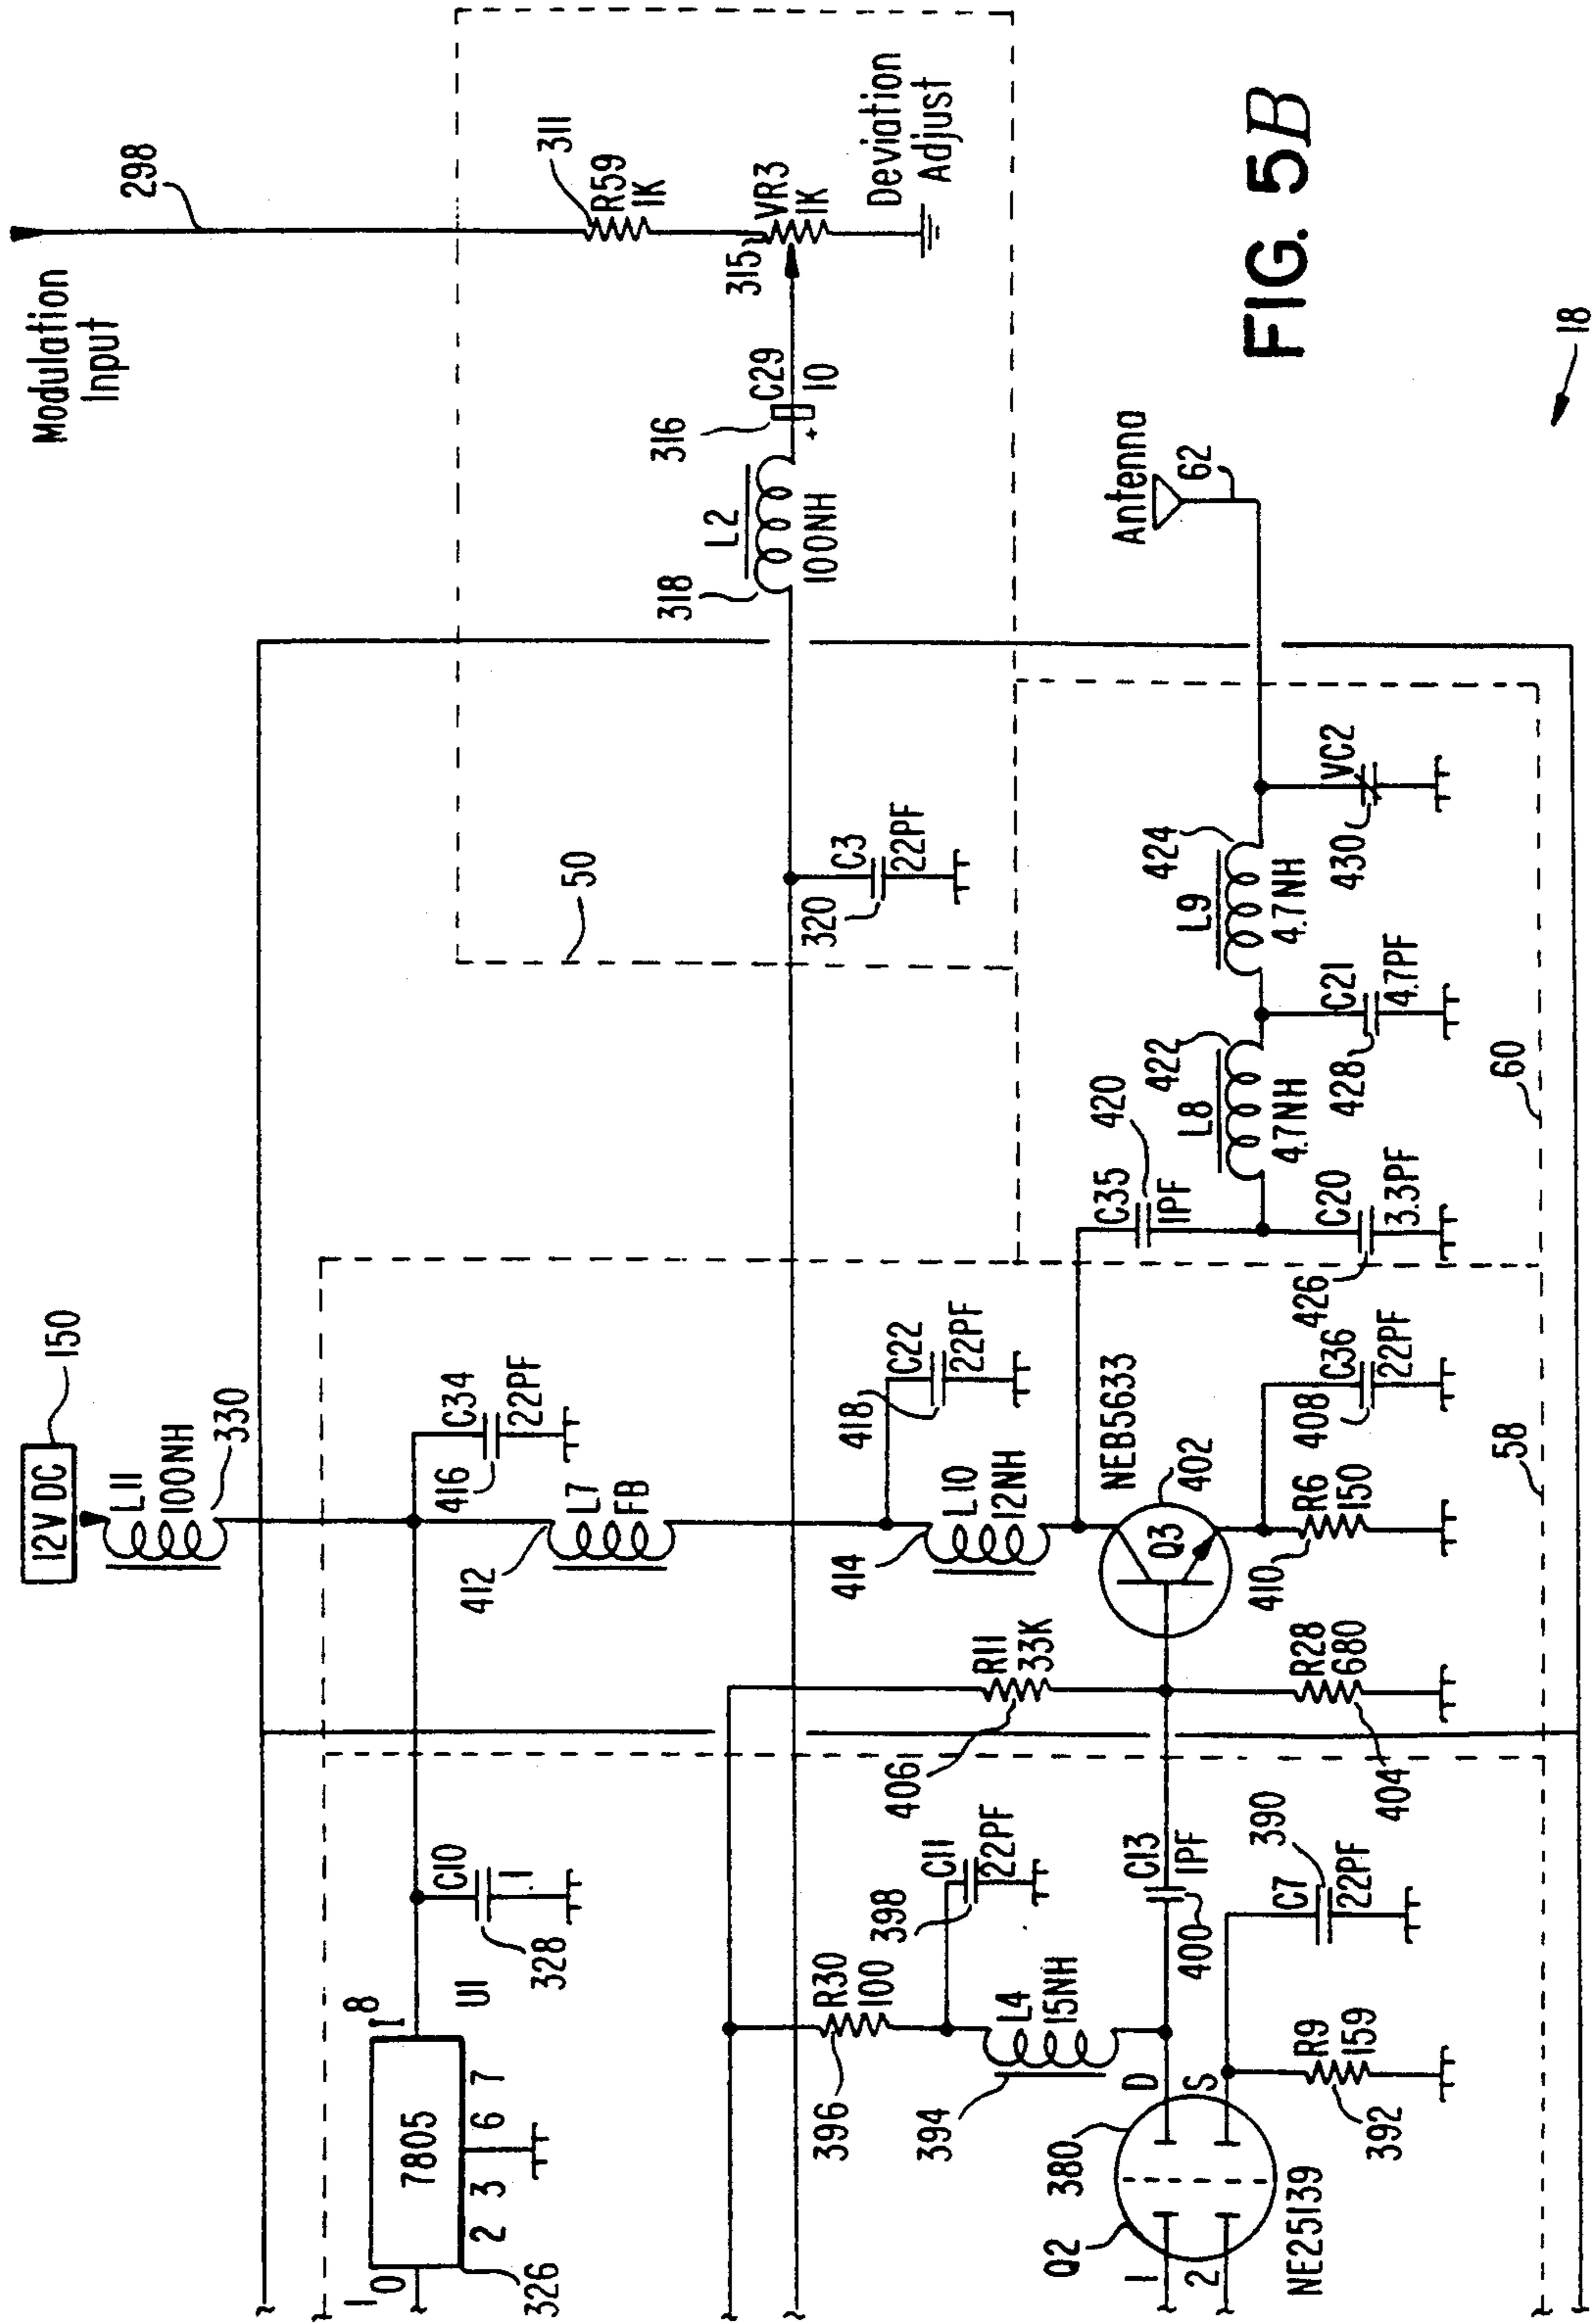 Modulation
Input
298
311
R59
1K
315
VR3
1K
Deviation
Adjust
C29
10
+
316
L2
100NH
318
50
C3
22PF
320
12V DC
150
L11
100NH
330
C34
22PF
416
L7
FB
412
C22
22PF
418
L10
12NH
414
NEB5633
402
Q3
R11
33K
406
R28
680
404
R6
150
410
C36
22PF
408
58
C35
1PF
420
L8
4.7NH
422
C20
3.3PF
426
C21
4.7PF
428
L9
4.7NH
424
VC2
430
60
Antenna
62
7805
1
0
2
3
6
7
8
1
U1
326
C10
.1
328
R30
100
396
C11
22PF
398
L4
15NH
394
C13
1PF
400
C7
22PF
390
R9
159
392
D
S
380
Q2
1
2
NE25139
FIG. 5B
18